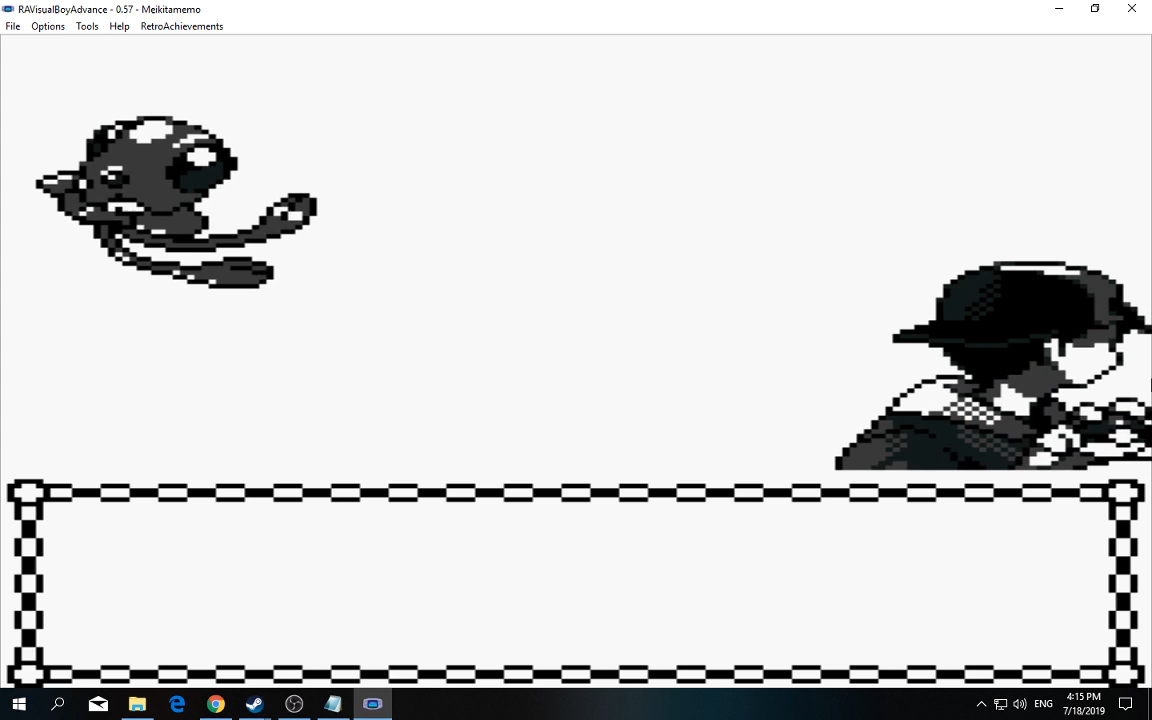 RAVisualBoyAdvance - 0.57 - Meikitamemo
File Options Tools Help RetroAchievements
ENG
4:15 PM
7/18/2019